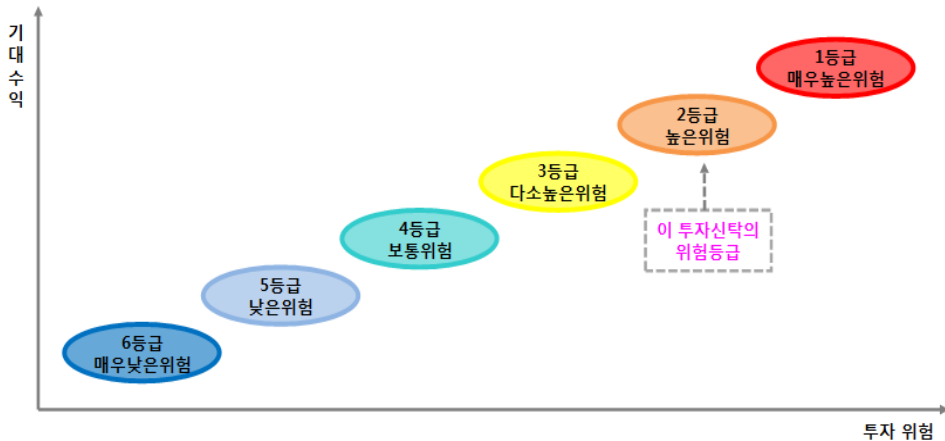 기대수익
1등급
매우높은위험
2등급
높은위험
3등급
다소높은위험
이 투자신탁의
위험등급
4등급
보통위험
5등급
낮은위험
6등급
매우낮은위험
투자 위험